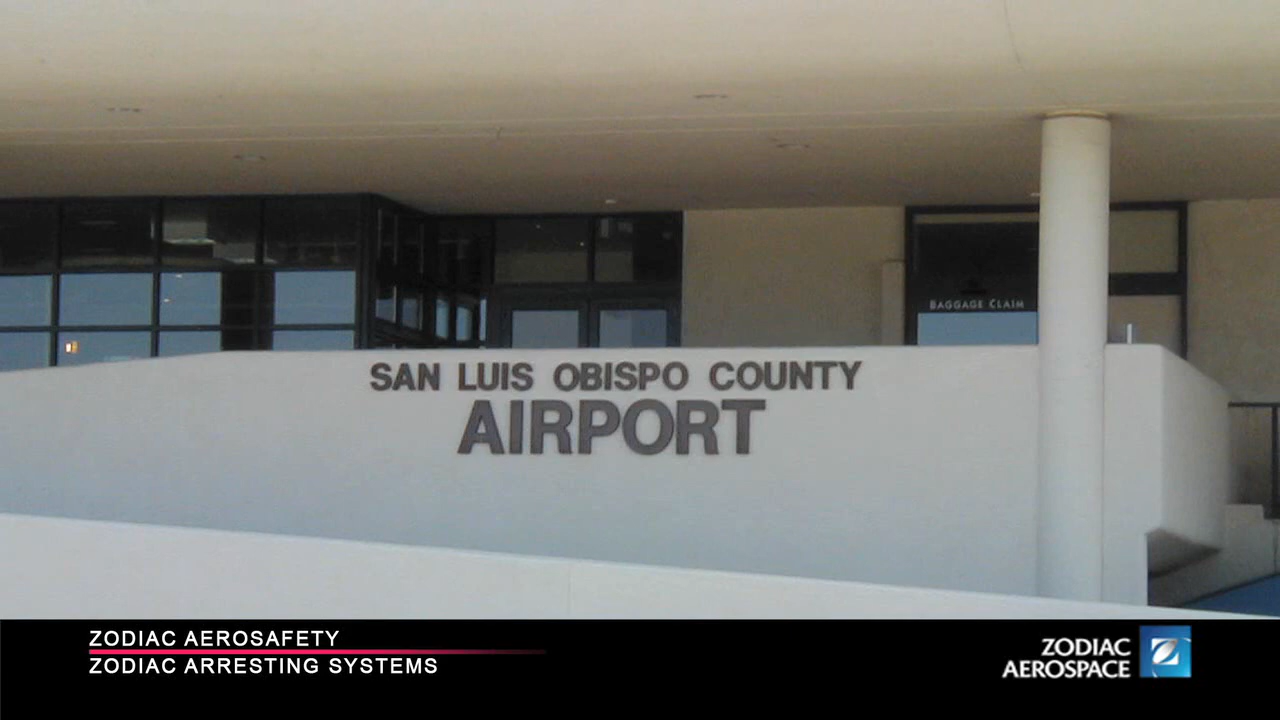 BAGGAGE CLAIM
SAN LUIS OBISPO COUNTY
AIRPORT
ZODIAC AEROSAFETY
ZODIAC ARRESTING SYSTEMS
ZODIAC
AEROSPACE